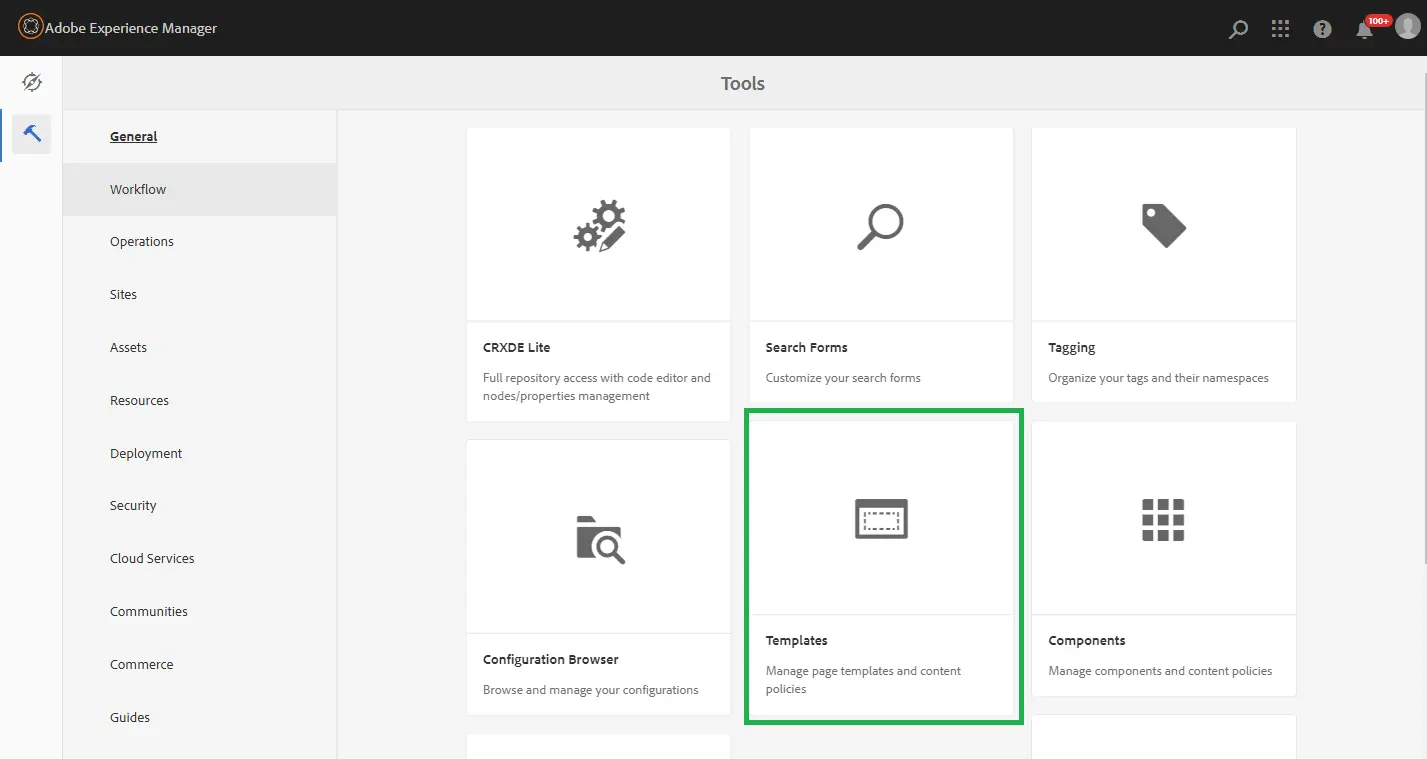 Adobe Experience Manager
100+
Tools
General
Workflow
Operations
Sites
Assets
Resources
Deployment
Security
Cloud Services
Communities
Commerce
Guides
CRXDE Lite
Full repository access with code editor and
nodes/properties management
Search Forms
Customize your search forms
Tagging
Organize your tags and their namespaces
Configuration Browser
Browse and manage your configurations
Templates
Manage page templates and content
policies
Components
Manage components and content policies